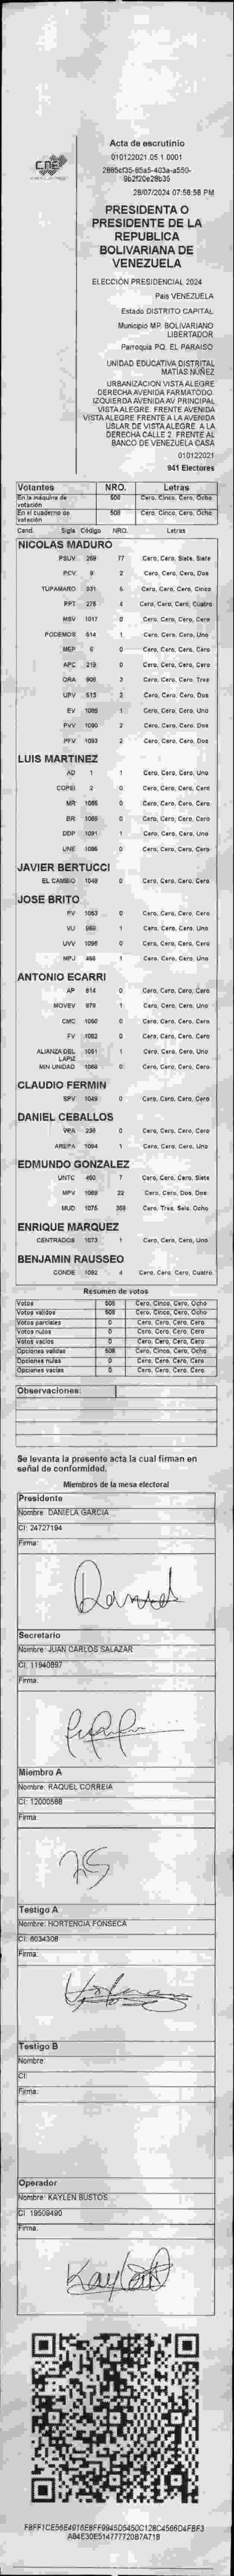 CNE
Acta de escrutinio
010122021.05.1.0001
28/07/2024 07:58:58 PM
PRESIDENTA O
PRESIDENTE DE LA
REPUBLICA
BOLIVARIANA DE
VENEZUELA
ELECCIÓN PRESIDENCIAL 2024
Pais VENEZUELA
Estado DISTRITO CAPITAL
Municipio MP. BOLIVARIANO
LIBERTADOR
Parroquia PQ. EL PARAISO
UNIDAD EDUCATIVA DISTRITAL
MATIAS NUÑEZ
URBANIZACION VISTA ALEGRE
DERECHA AVENIDA FARMATODO.
IZQUIERDA AVENIDA AV PRINCIPAL
VISTA ALEGRE. FRENTE AVENIDA
VISTA ALEGRE FRENTE A LA AVENIDA
USLAR DE VISTA ALEGRE A LA
DERECHA CALLE 2. FRENTE AL
BANCO DE VENEZUELA CASA
010122021
941 Electores
Votantes NRO. Letras
En la máquina de votación 508 Cero, Cinco, Cero, Ocho
En el cuaderno de votación 508 Cero, Cinco, Cero, Ocho
Cand. Sigla Código NRO. Letras
NICOLAS MADURO
PSUV 269 77 Cero, Cero, Siete, Siete
PCV 9 2 Cero, Cero, Cero, Dos
TUPAMARO 931 5 Cero, Cero, Cero, Cinco
PPT 275 4 Cero, Cero, Cero, Cuatro
MSV 1017 0 Cero, Cero, Cero, Cero
PODEMOS 514 1 Cero, Cero, Cero, Uno
MEP 6 0 Cero, Cero, Cero, Cero
APC 219 0 Cero, Cero, Cero, Cero
ORA 906 3 Cero, Cero, Cero, Tres
UPV 513 2 Cero, Cero, Cero, Dos
EV 1095 1 Cero, Cero, Cero, Uno
PVV 1090 2 Cero, Cero, Cero, Dos
PFV 1093 2 Cero, Cero, Cero, Dos
LUIS MARTINEZ
AD 1 1 Cero, Cero, Cero, Uno
COPEI 2 0 Cero, Cero, Cero, Cero
MR 0 Cero, Cero, Cero, Cero
BR 0 Cero, Cero, Cero, Cero
DDP 1091 1 Cero, Cero, Cero, Uno
UNE 1096 0 Cero, Cero, Cero, Cero
JAVIER BERTUCCI
EL CAMBIO 1048 0 Cero, Cero, Cero, Cero
JOSE BRITO
PV 1053 0 Cero, Cero, Cero, Cero
VU 989 1 Cero, Cero, Cero, Uno
UVV 1098 0 Cero, Cero, Cero, Cero
MPJ 458 1 Cero, Cero, Cero, Uno
ANTONIO ECARRI
AP 814 0 Cero, Cero, Cero, Cero
MOVEV 979 1 Cero, Cero, Cero, Uno
CMC 1050 0 Cero, Cero, Cero, Cero
FV 1052 0 Cero, Cero, Cero, Cero
ALIANZA DEL LAPIZ 1051 1 Cero, Cero, Cero, Uno
MIN UNIDAD 1069 0 Cero, Cero, Cero, Cero
CLAUDIO FERMIN
SPV 1049 0 Cero, Cero, Cero, Cero
DANIEL CEBALLOS
VPA 0 Cero, Cero, Cero, Cero
AREPA 1094 1 Cero, Cero, Cero, Uno
EDMUNDO GONZALEZ
UNTC 460 7 Cero, Cero, Cero, Siete
MPV 1069 22 Cero, Cero, Dos, Dos
MUD 1075 368 Cero, Tres, Seis, Ocho
ENRIQUE MARQUEZ
CENTRADOS 1073 1 Cero, Cero, Cero, Uno
BENJAMIN RAUSSEO
CONDE 1092 4 Cero, Cero, Cero, Cuatro
Resumen de votos
Votos 508 Cero, Cinco, Cero, Ocho
Votos validos 508 Cero, Cinco, Cero, Ocho
Votos parciales 0 Cero, Cero, Cero, Cero
Votos nulos 0 Cero, Cero, Cero, Cero
Votos vacios 0 Cero, Cero, Cero, Cero
Opciones validas 508 Cero, Cinco, Cero, Ocho
Opciones nulas 0 Cero, Cero, Cero, Cero
Opciones vacias 0 Cero, Cero, Cero, Cero
Observaciones:
Se levanta la presente acta la cual firman en
señal de conformidad.
Miembros de la mesa electoral
Presidente
Nombre: DANIELA GARCIA
CI: 24727194
Firma:
Secretario
Nombre: JUAN CARLOS SALAZAR
CI: 11940897
Firma:
Miembro A
Nombre: RAQUEL CORREIA
CI: 12000568
Firma:
Testigo A
Nombre: HORTENCIA FONSECA
CI: 6034308
Firma:
Testigo B
Nombre:
CI:
Firma:
Operador
Nombre: KAYLEN BUSTOS
CI: 19509490
Firma: